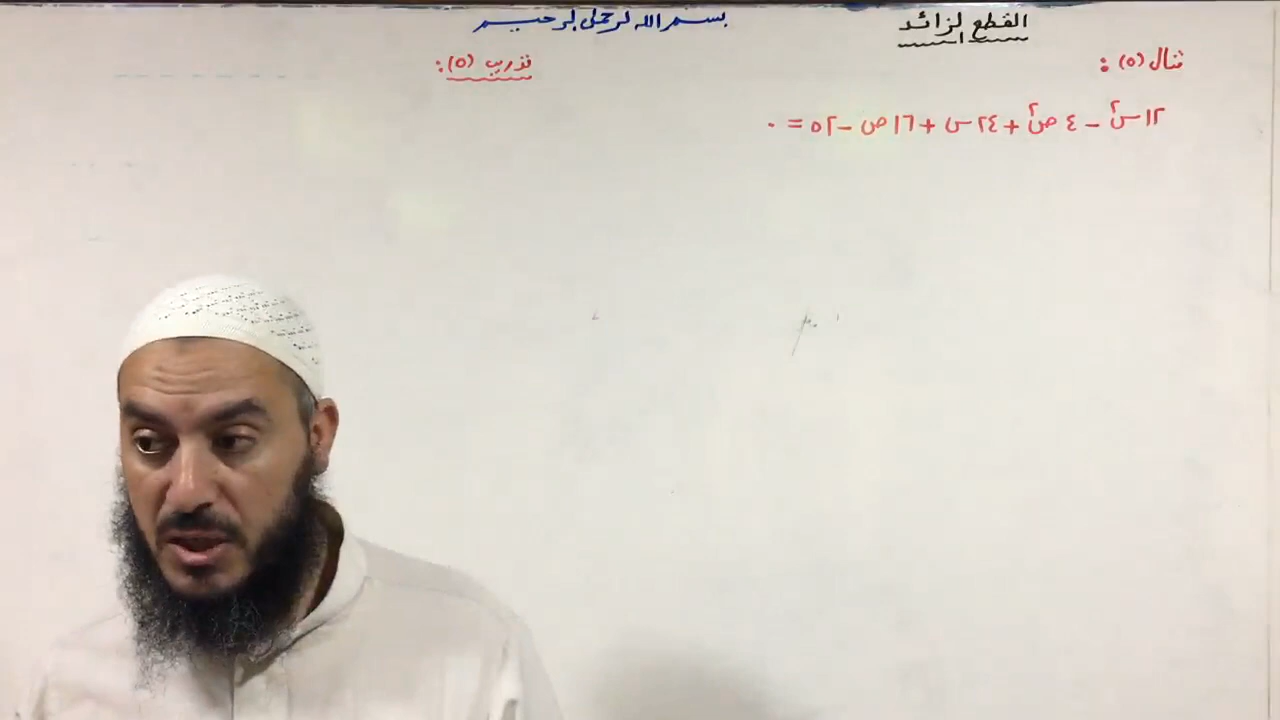 بسم الله الرحمن الرحيم
القطع الزائد
مثال (٥) :
١٢س٢ - ٤ص٢ + ٢٤س + ١٦ص - ٥٢ = ٠
تدريب (٥) :